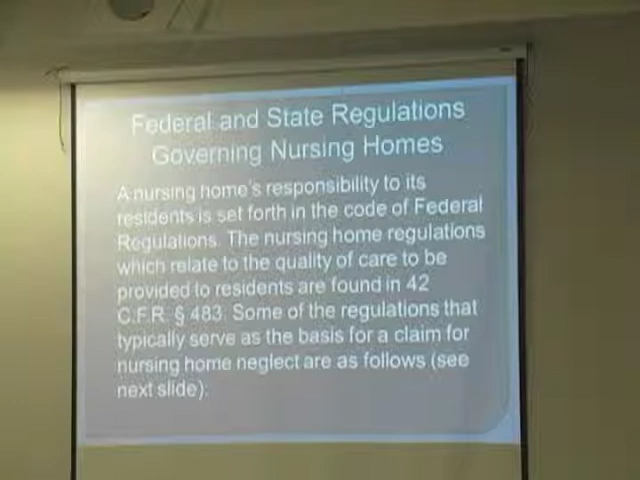 Federal and State Regulations
Governing Nursing Homes
A nursing home's responsibility to its
residents is set forth in the code of Federal
Regulations. The nursing home regulations
which relate to the quality of care to be
provided to residents are found in 42
C.F.R. § 483. Some of the regulations that
typically serve as the basis for a claim for
nursing home neglect are as follows (see
next slide):